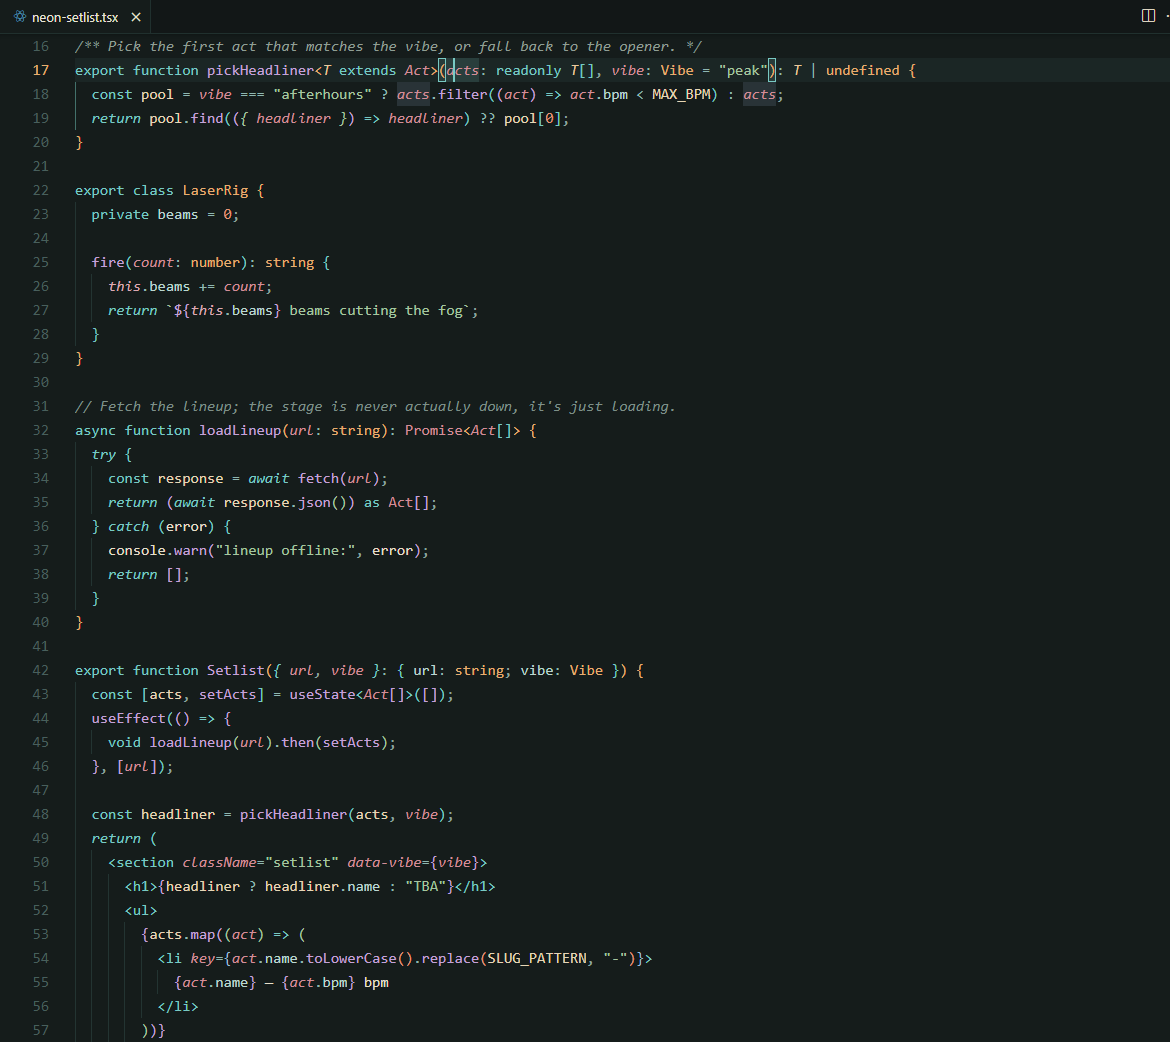 neon-setlist.tsx
16 /** Pick the first act that matches the vibe, or fall back to the opener. */
17 export function pickHeadliner<T extends Act>(acts: readonly T[], vibe: Vibe = "peak"): T | undefined {
18   const pool = vibe === "afterhours" ? acts.filter((act) => act.bpm < MAX_BPM) : acts;
19   return pool.find(({ headliner }) => headliner) ?? pool[0];
20 }
21
22 export class LaserRig {
23   private beams = 0;
24
25   fire(count: number): string {
26     this.beams += count;
27     return `${this.beams} beams cutting the fog`;
28   }
29 }
30
31 // Fetch the lineup; the stage is never actually down, it's just loading.
32 async function loadLineup(url: string): Promise<Act[]> {
33   try {
34     const response = await fetch(url);
35     return (await response.json()) as Act[];
36   } catch (error) {
37     console.warn("lineup offline:", error);
38     return [];
39   }
40 }
41
42 export function Setlist({ url, vibe }: { url: string; vibe: Vibe }) {
43   const [acts, setActs] = useState<Act[]>([]);
44   useEffect(() => {
45     void loadLineup(url).then(setActs);
46   }, [url]);
47
48   const headliner = pickHeadliner(acts, vibe);
49   return (
50     <section className="setlist" data-vibe={vibe}>
51       <h1>{headliner ? headliner.name : "TBA"}</h1>
52       <ul>
53         {acts.map((act) => (
54           <li key={act.name.toLowerCase().replace(SLUG_PATTERN, "-")}>
55             {act.name} — {act.bpm} bpm
56           </li>
57         ))}